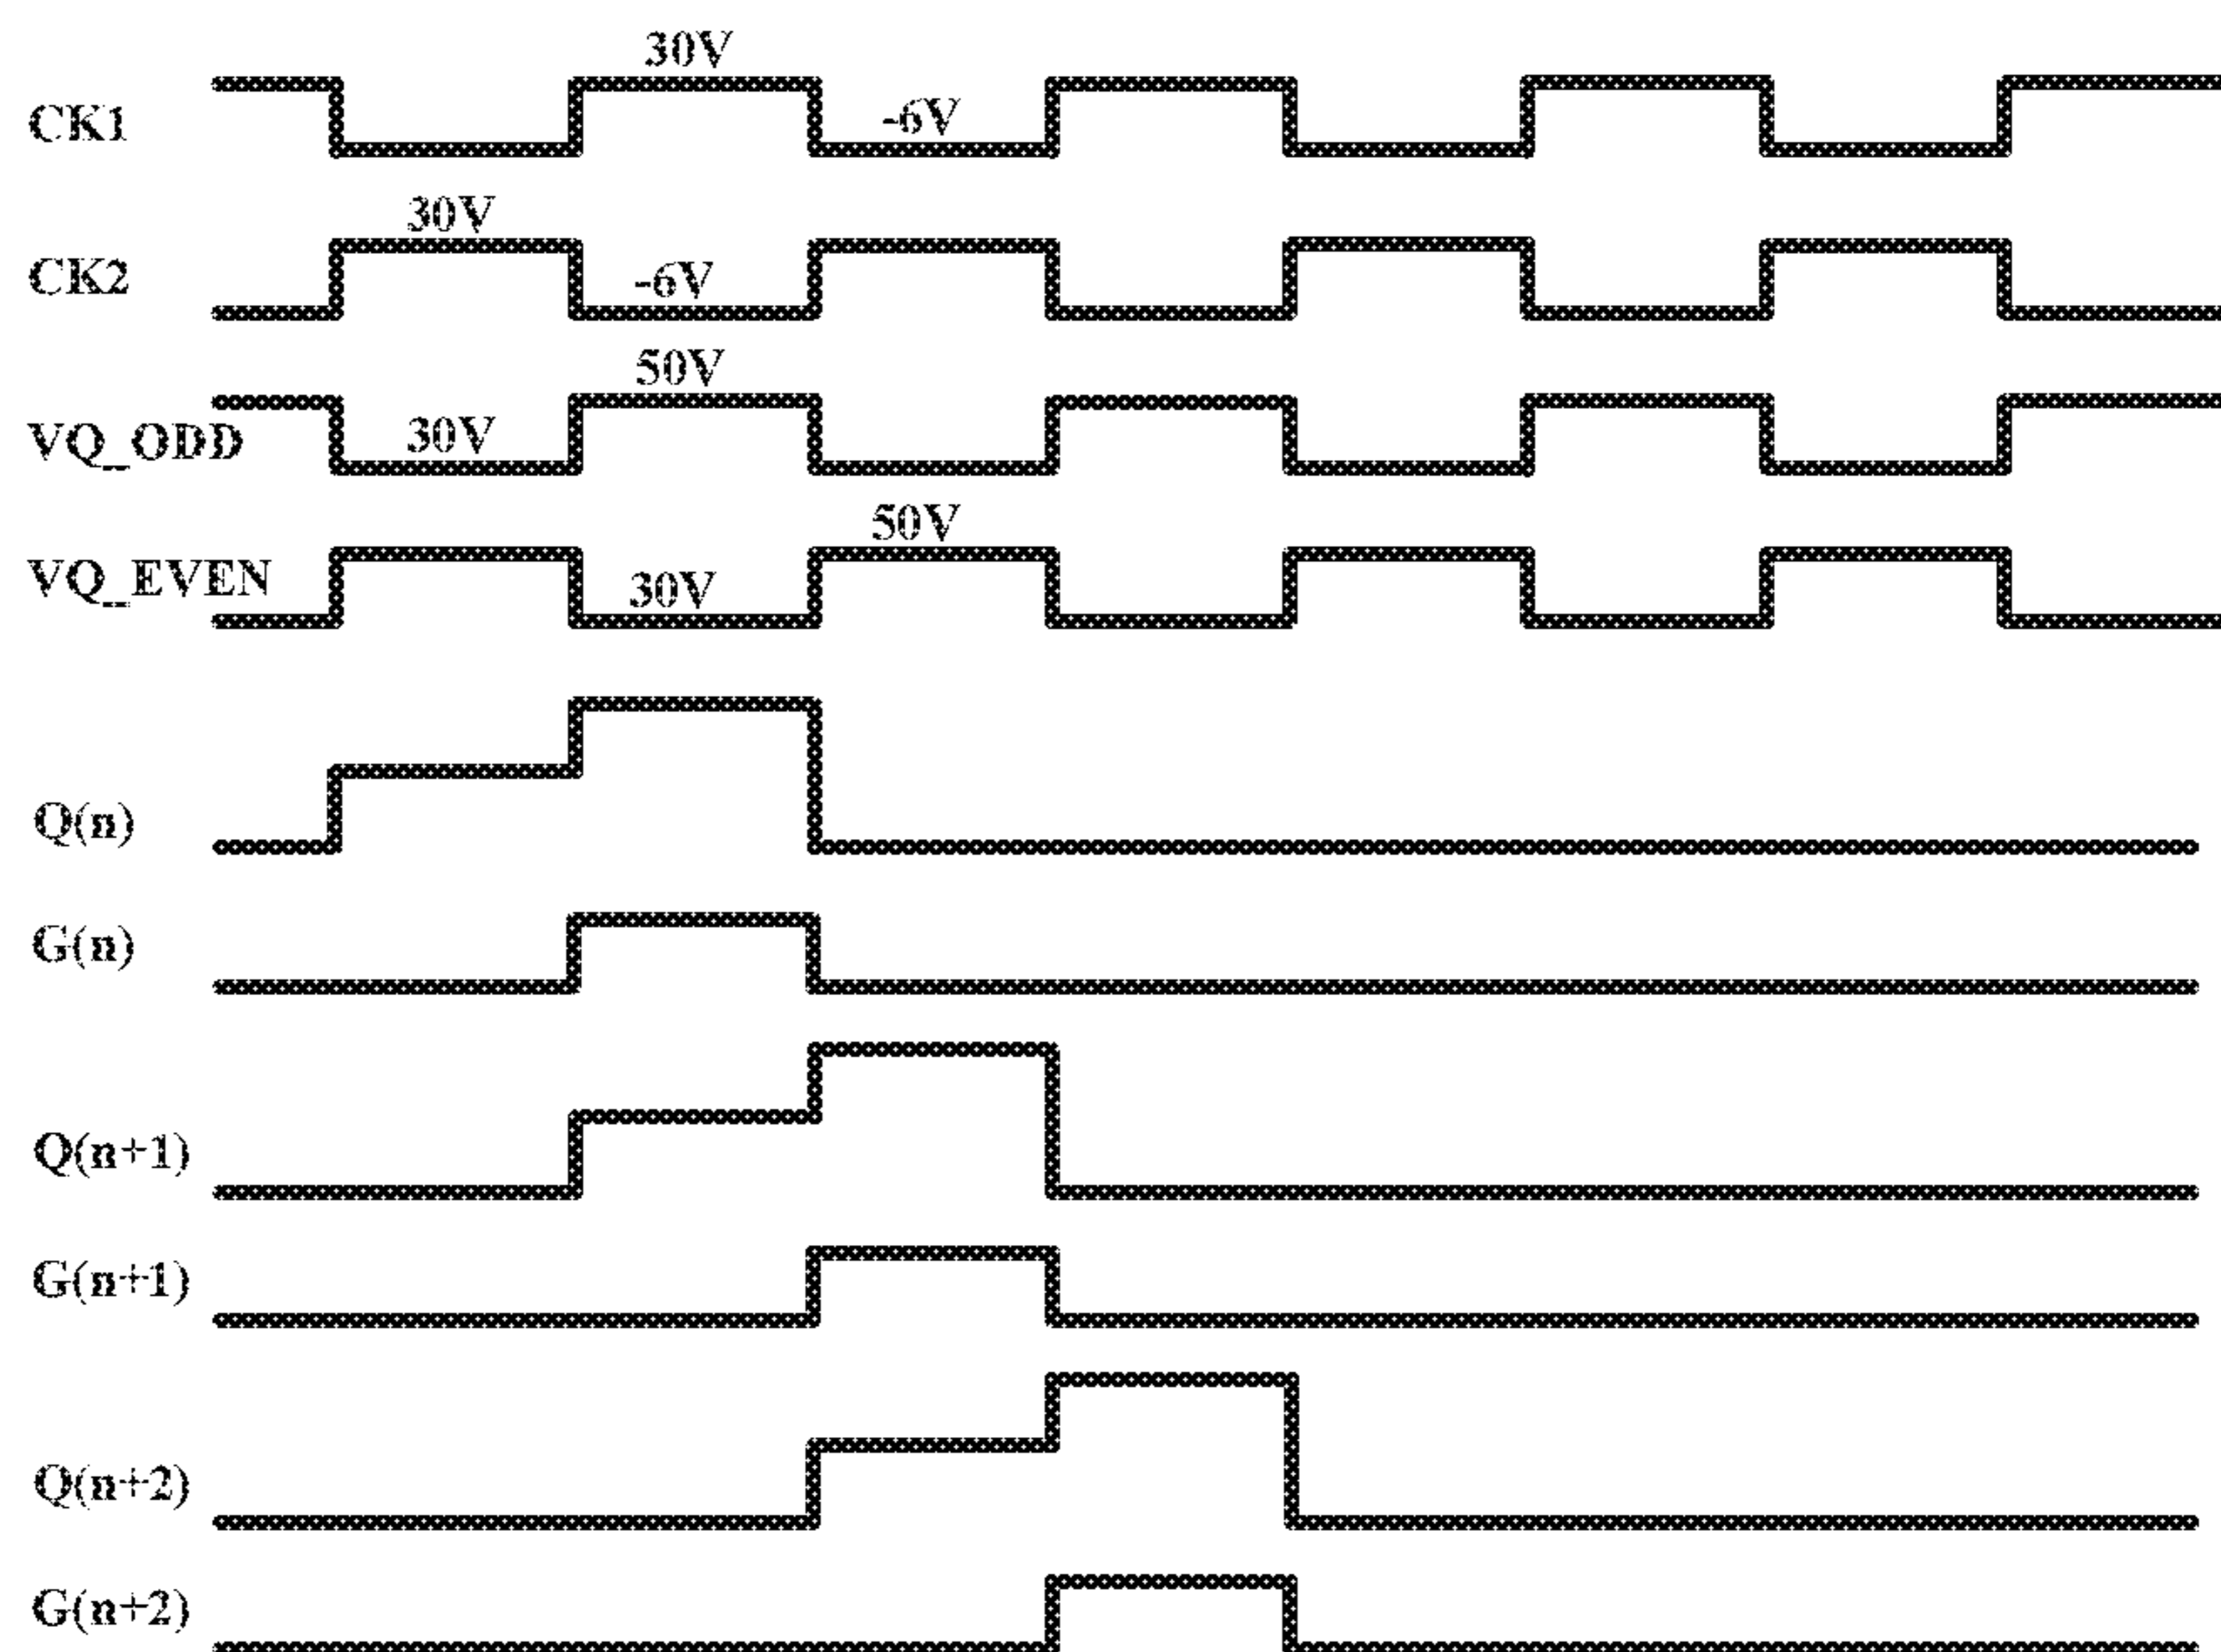 30V
CK1
-6V
30V
CK2
-6V
50V
VQ_ODD
30V
50V
VQ_EVEN
30V
Q(n)
G(n)
Q(n+1)
G(n+1)
Q(n+2)
G(n+2)